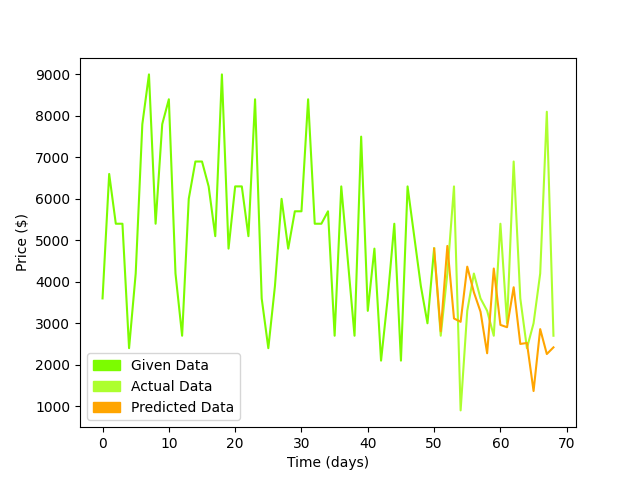 9000
8000
7000
6000
5000
4000
3000
2000
1000
Price ($)
Given Data
Actual Data
Predicted Data
0 10 20 30 40 50 60 70
Time (days)